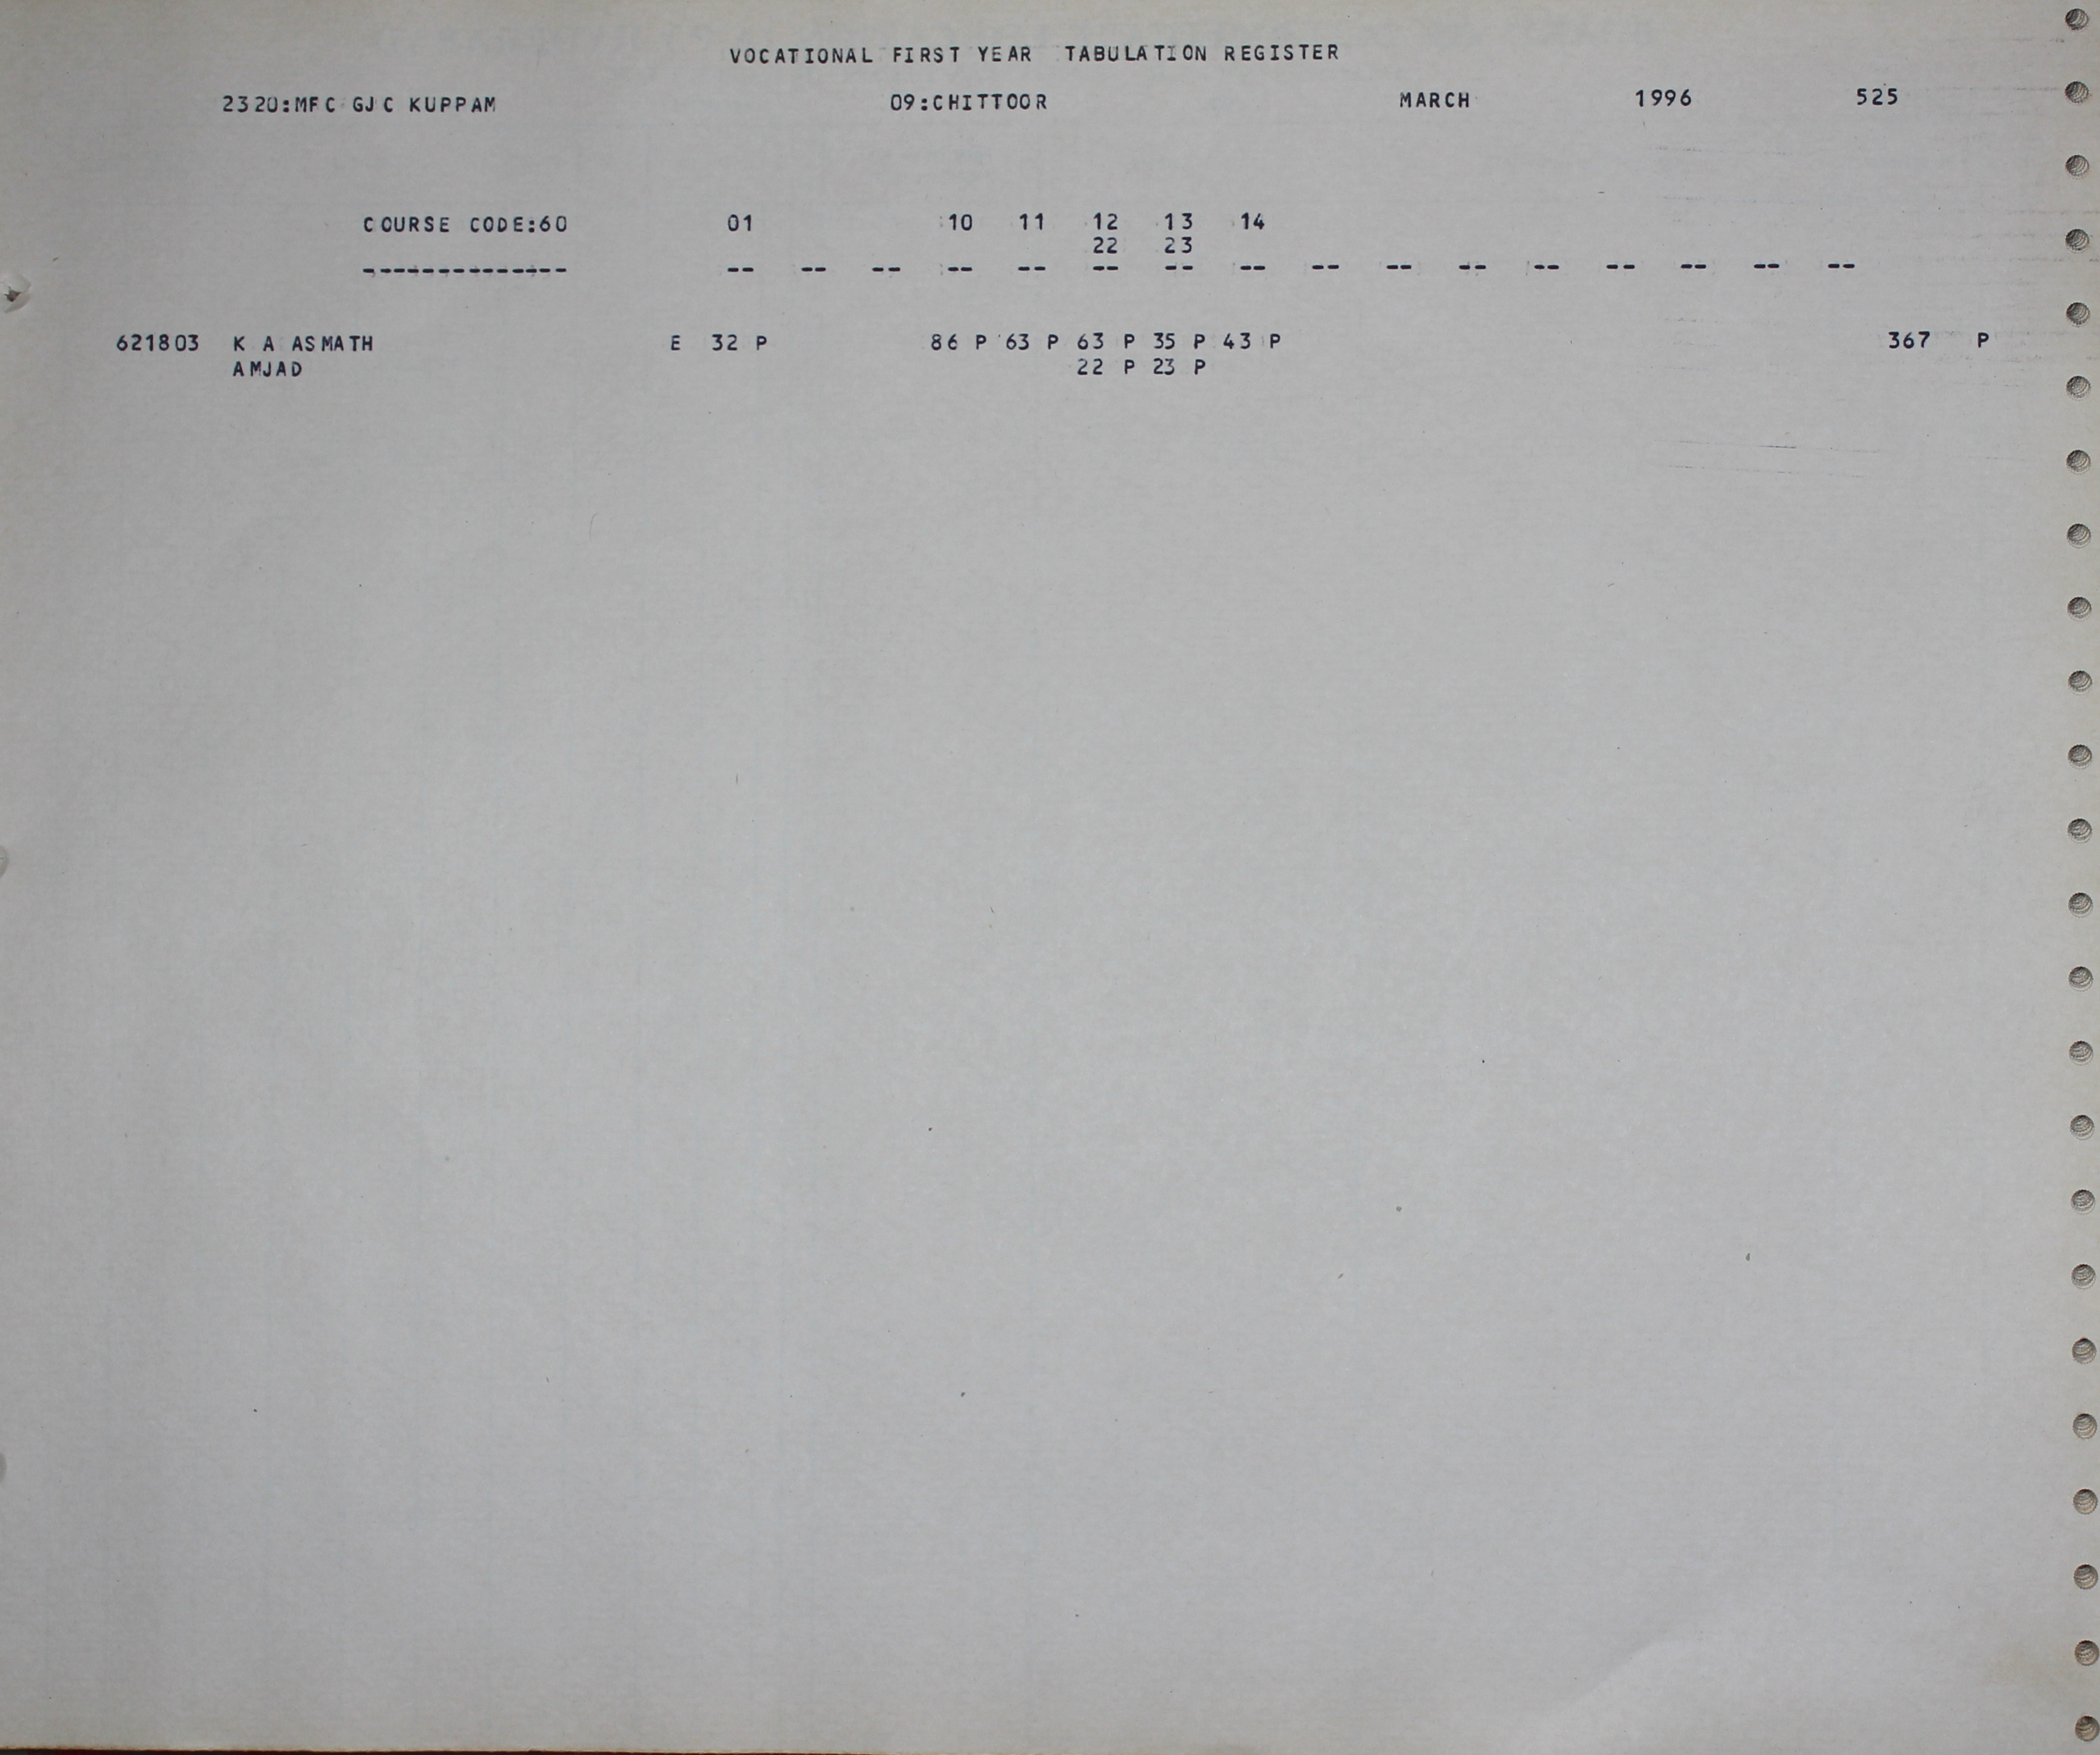 VOCATIONAL FIRST YEAR TABULATION REGISTER
2320:MFC GJC KUPPAM 09:CHITTOOR MARCH 1996 525
COURSE CODE:60 01 10 11 12 13 14
22 23
-------------- -- -- -- -- -- -- -- -- -- -- -- -- -- -- -- --
621803 K A ASMATH E 32 P 86 P 63 P 63 P 35 P 43 P 367 P
AMJAD 22 P 23 P